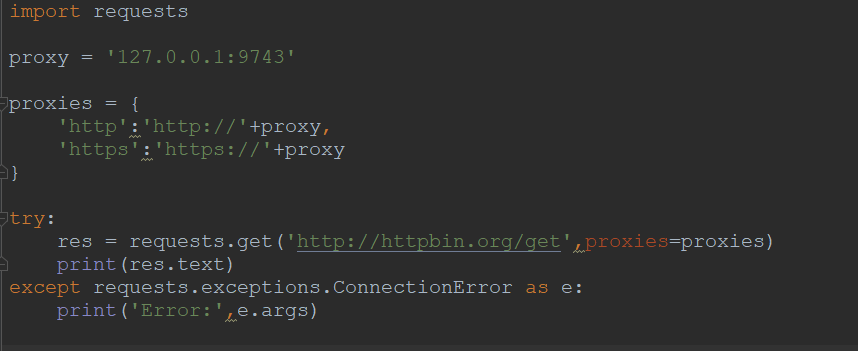 import requests
proxy = '127.0.0.1:9743'
proxies = {
    'http':'http://'+proxy,
    'https':'https://'+proxy
}
try:
    res = requests.get('http://httpbin.org/get',proxies=proxies)
    print(res.text)
except requests.exceptions.ConnectionError as e:
    print('Error:',e.args)